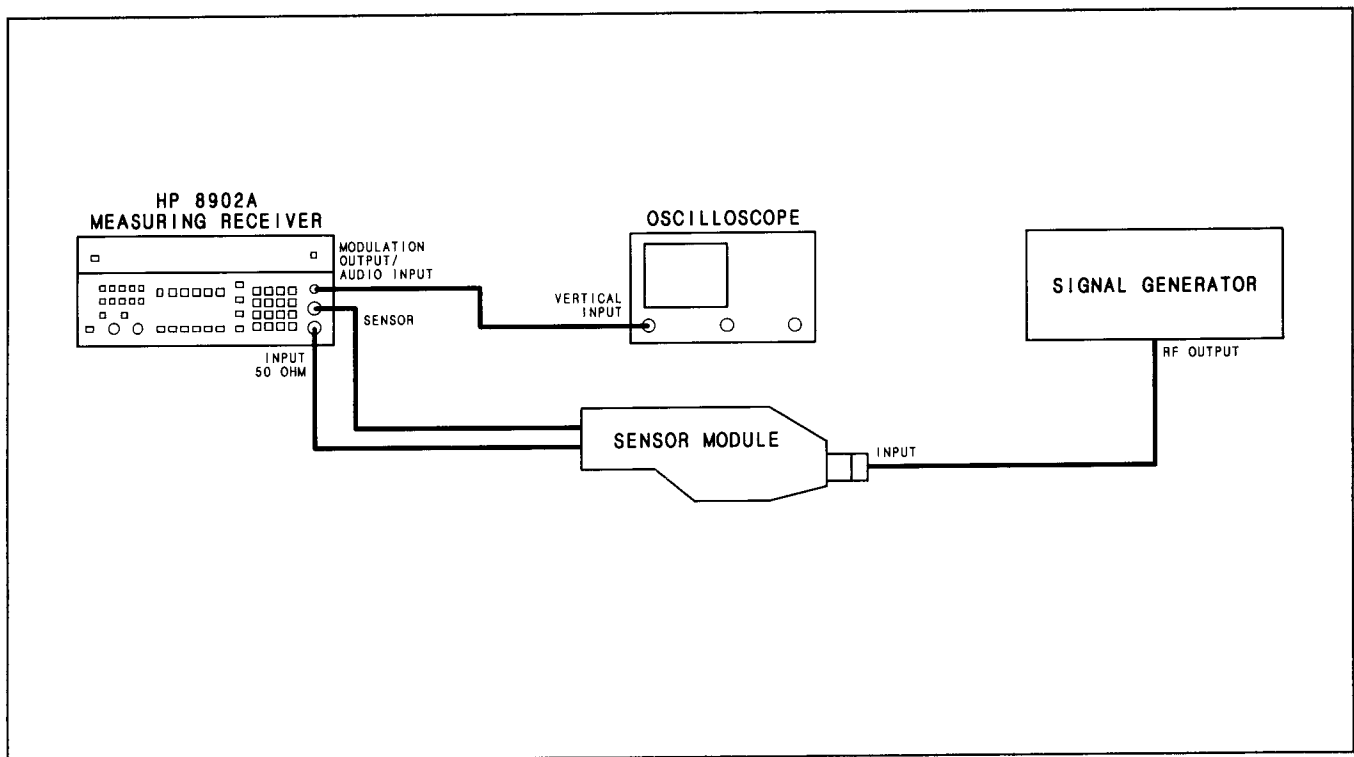 HP 8902A
MEASURING RECEIVER
MODULATION
OUTPUT/
AUDIO INPUT
SENSOR
INPUT
50 OHM
OSCILLOSCOPE
VERTICAL
INPUT
SIGNAL GENERATOR
RF OUTPUT
SENSOR MODULE
INPUT